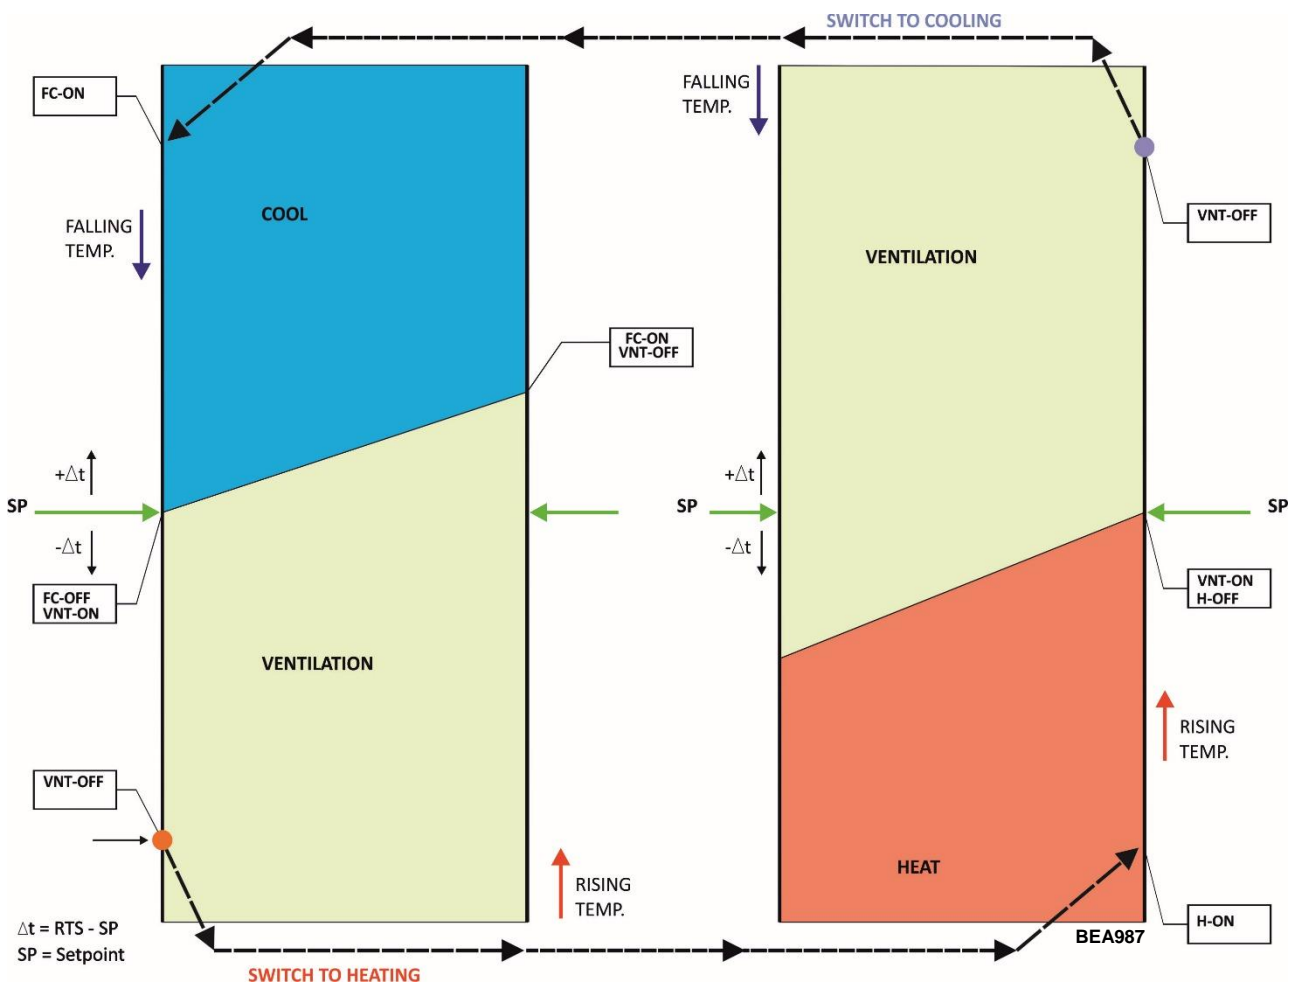 SWITCH TO COOLING
FC-ON
FALLING
TEMP.
COOL
FALLING
TEMP.
VENTILATION
VNT-OFF
FC-ON
VNT-OFF
+Δt
SP
-Δt
FC-OFF
VNT-ON
+Δt
SP
-Δt
SP
VNT-ON
H-OFF
VENTILATION
RISING
TEMP.
VNT-OFF
HEAT
RISING
TEMP.
H-ON
BEA987
Δt = RTS - SP
SP = Setpoint
SWITCH TO HEATING